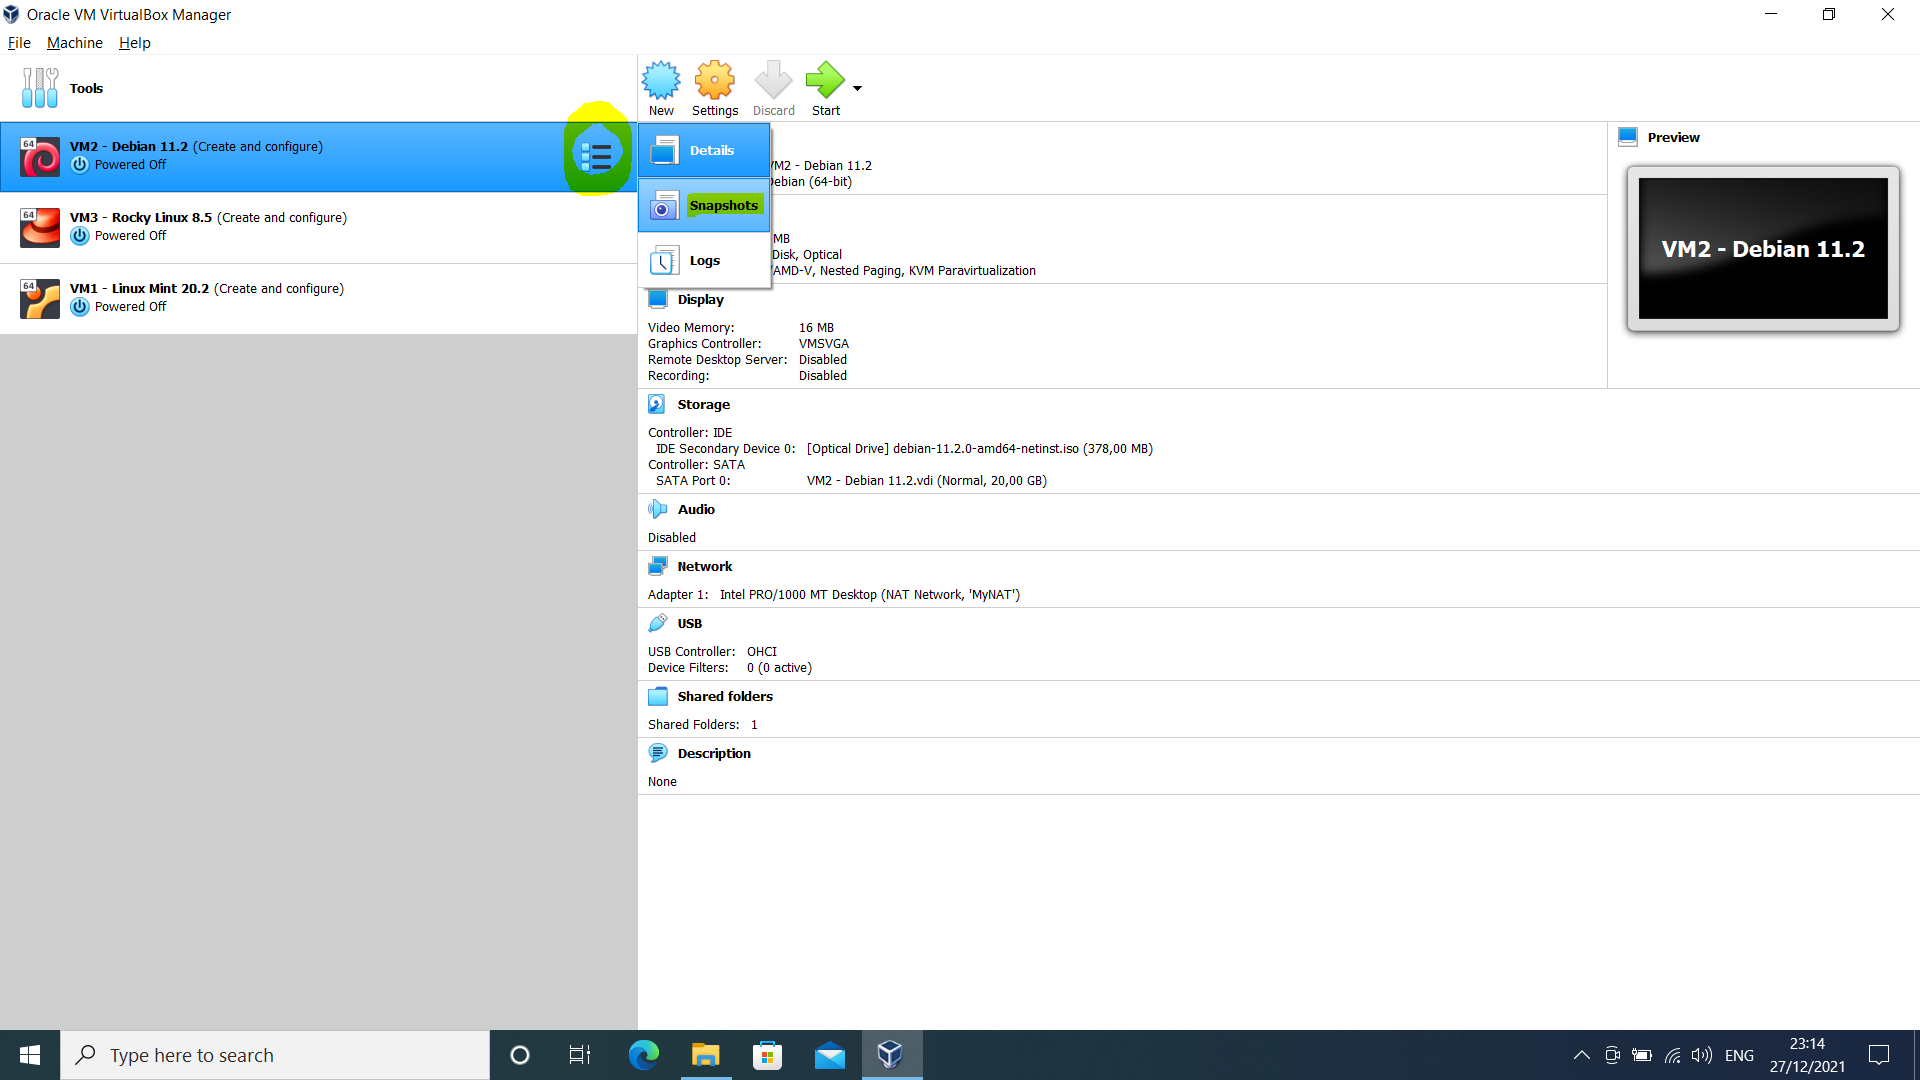 Oracle VM VirtualBox Manager
File Machine Help
Tools
New Settings Discard Start
64
VM2 - Debian 11.2 (Create and configure)
Powered Off
64
VM3 - Rocky Linux 8.5 (Create and configure)
Powered Off
64
VM1 - Linux Mint 20.2 (Create and configure)
Powered Off
Details
Snapshots
Logs
VM2 - Debian 11.2
Debian (64-bit)
MB
Disk, Optical
AMD-V, Nested Paging, KVM Paravirtualization
Preview
VM2 - Debian 11.2
Display
Video Memory: 16 MB
Graphics Controller: VMSVGA
Remote Desktop Server: Disabled
Recording: Disabled
Storage
Controller: IDE
IDE Secondary Device 0: [Optical Drive] debian-11.2.0-amd64-netinst.iso (378,00 MB)
Controller: SATA
SATA Port 0: VM2 - Debian 11.2.vdi (Normal, 20,00 GB)
Audio
Disabled
Network
Adapter 1: Intel PRO/1000 MT Desktop (NAT Network, 'MyNAT')
USB
USB Controller: OHCI
Device Filters: 0 (0 active)
Shared folders
Shared Folders: 1
Description
None
Type here to search
ENG
23:14
27/12/2021